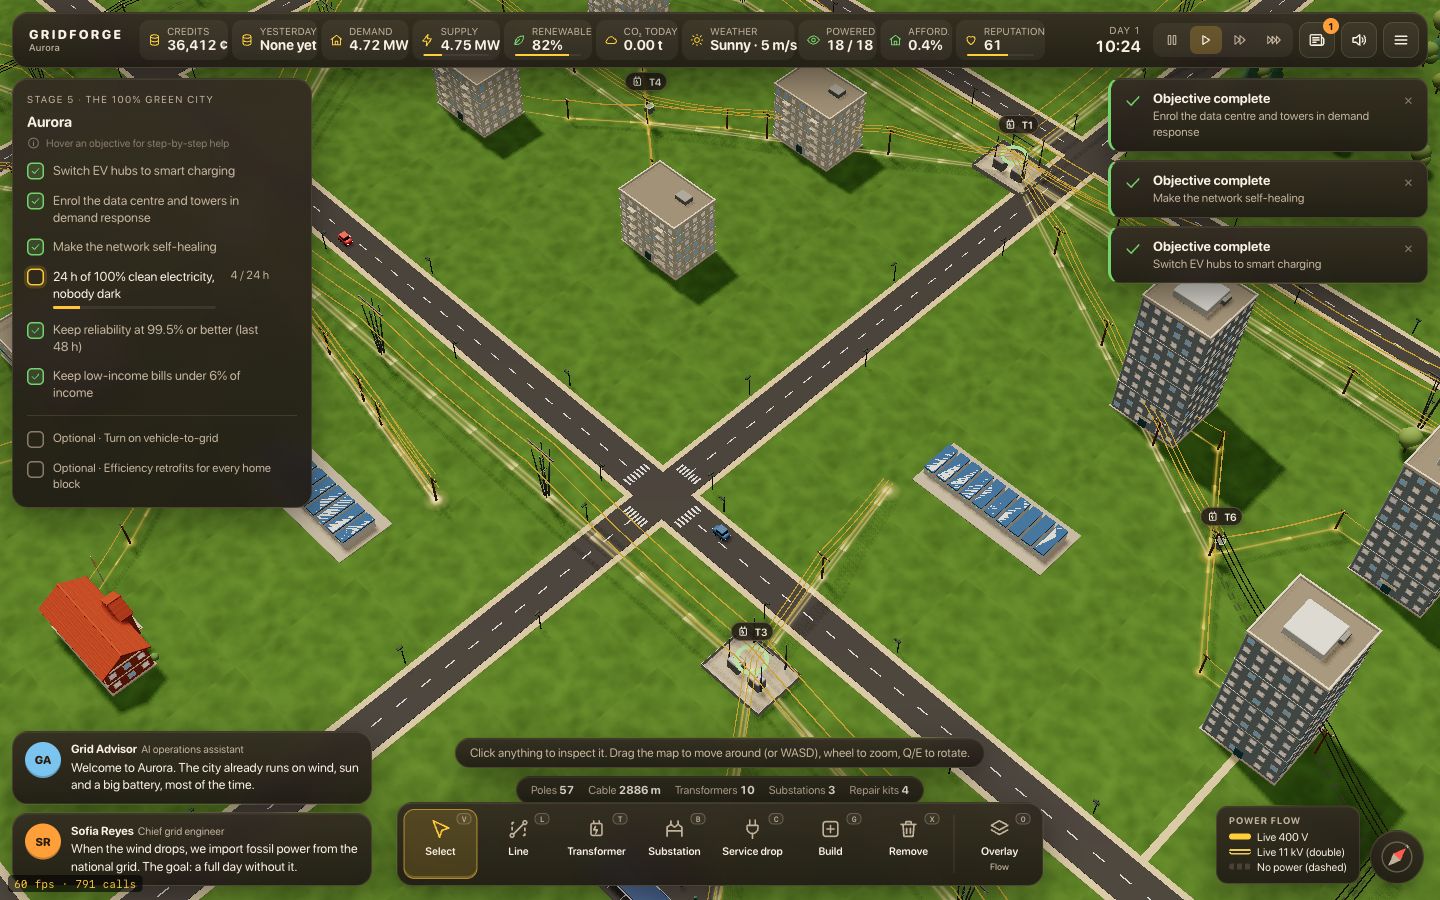 GRIDFORGE
Aurora
CREDITS
36,412 ¢
YESTERDAY
None yet
DEMAND
4.72 MW
SUPPLY
4.75 MW
RENEWABLE
82%
CO₂ TODAY
0.00 t
WEATHER
Sunny · 5 m/s
POWERED
18 / 18
AFFORD.
0.4%
REPUTATION
61
DAY 1
10:24
1
STAGE 5 · THE 100% GREEN CITY
Aurora
Hover an objective for step-by-step help
Switch EV hubs to smart charging
Enrol the data centre and towers in
demand response
Make the network self-healing
24 h of 100% clean electricity,
nobody dark
4 / 24 h
Keep reliability at 99.5% or better (last
48 h)
Keep low-income bills under 6% of
income
Optional · Turn on vehicle-to-grid
Optional · Efficiency retrofits for every home
block
T4
T1
T6
T3
Objective complete
Enrol the data centre and towers in demand
response
Objective complete
Make the network self-healing
Objective complete
Switch EV hubs to smart charging
GA
Grid Advisor AI operations assistant
Welcome to Aurora. The city already runs on wind, sun
and a big battery, most of the time.
SR
Sofia Reyes Chief grid engineer
When the wind drops, we import fossil power from the
national grid. The goal: a full day without it.
60 fps · 791 calls
Click anything to inspect it. Drag the map to move around (or WASD), wheel to zoom, Q/E to rotate.
Poles 57 Cable 2886 m Transformers 10 Substations 3 Repair kits 4
V
Select
L
Line
T
Transformer
B
Substation
C
Service drop
G
Build
X
Remove
O
Overlay
Flow
POWER FLOW
Live 400 V
Live 11 kV (double)
No power (dashed)